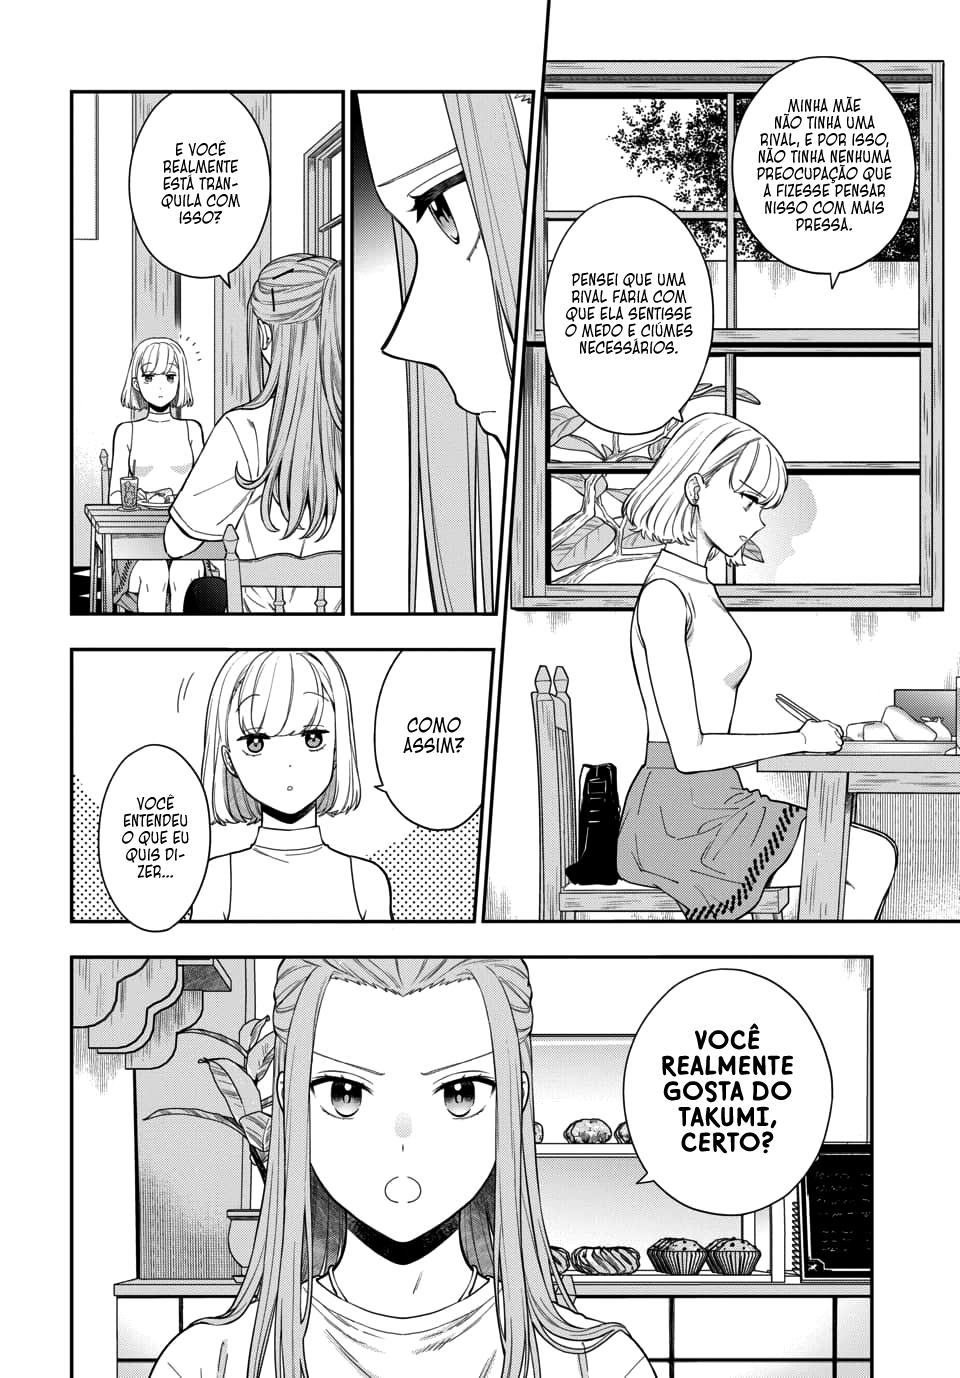 MINHA MÃE
NÃO TINHA UMA
RIVAL, E POR ISSO,
NÃO TINHA NENHUMA
PREOCUPAÇÃO QUE
A FIZESSE PENSAR
NISSO COM MAIS
PRESSA.
PENSEI QUE UMA
RIVAL FARIA COM
QUE ELA SENTISSE
O MEDO E CIÚMES
NECESSÁRIOS.
E VOCÊ
REALMENTE
ESTÁ TRAN-
QUILA COM
ISSO?
COMO
ASSIM?
VOCÊ
ENTENDEU
O QUE EU
QUIS DI-
ZER...
VOCÊ
REALMENTE
GOSTA DO
TAKUMI,
CERTO?